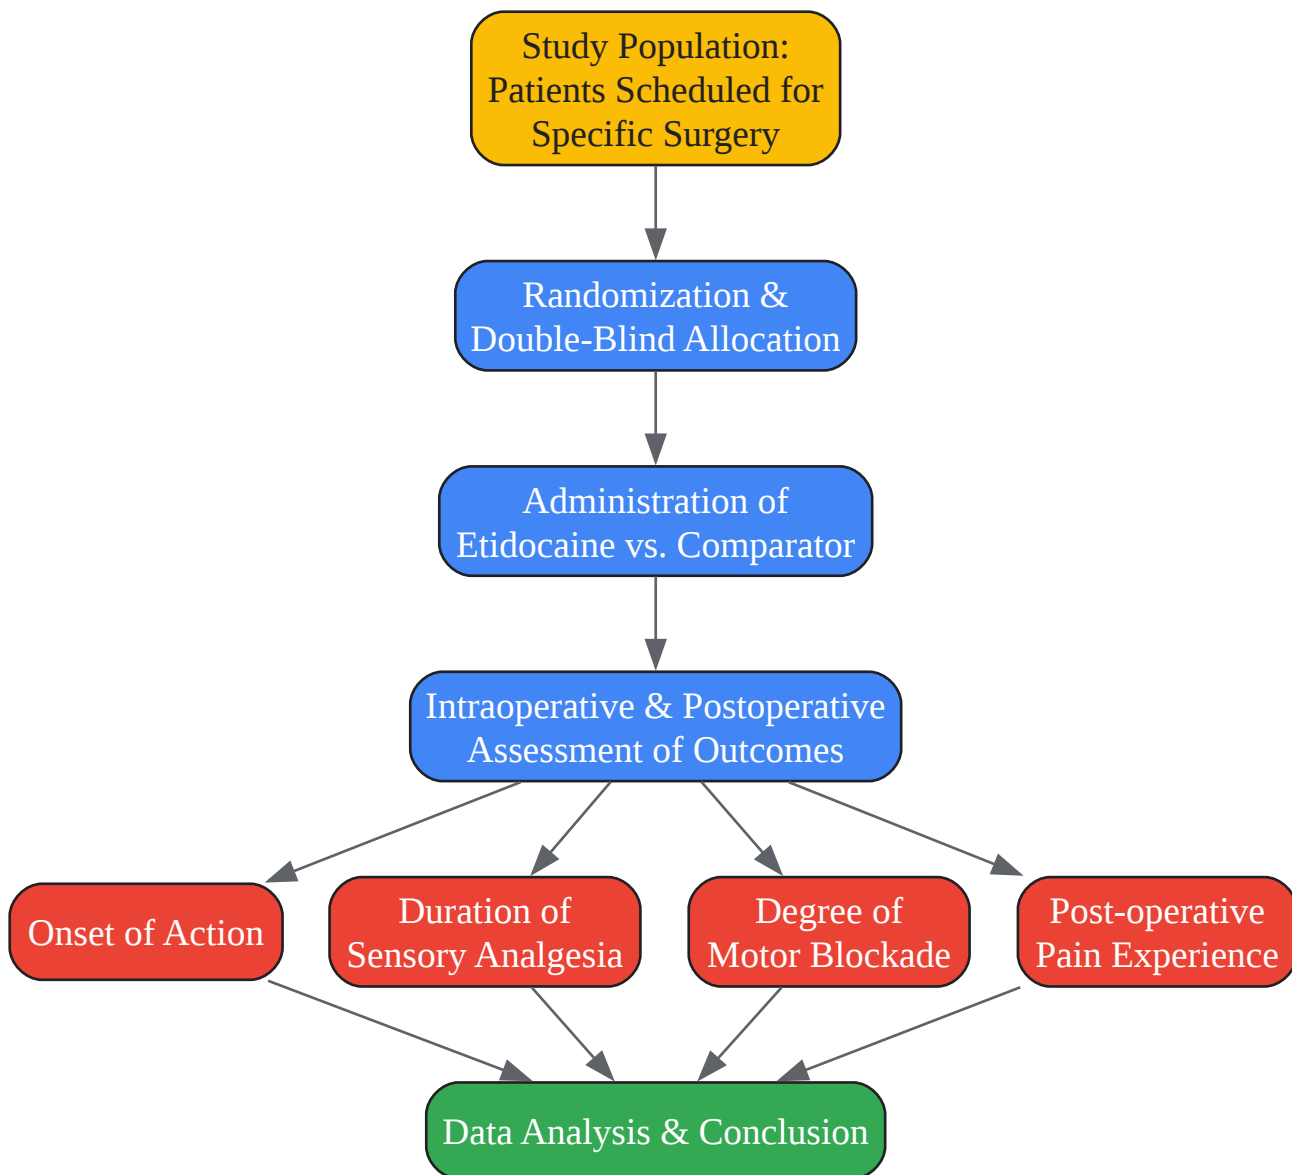 Study Population:
Patients Scheduled for
Specific Surgery
Randomization &
Double-Blind Allocation
Administration of
Etidocaine vs. Comparator
Intraoperative & Postoperative
Assessment of Outcomes
Onset of Action
Duration of
Sensory Analgesia
Degree of
Motor Blockade
Post-operative
Pain Experience
Data Analysis & Conclusion